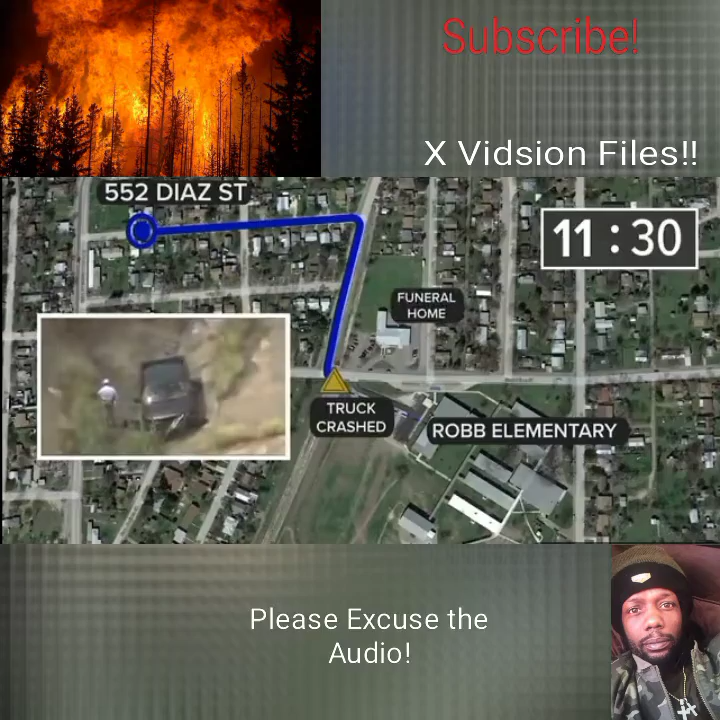 Subscribe!
X Vidsion Files!!
552 DIAZ ST
11:30
FUNERAL
HOME
TRUCK
CRASHED
ROBB ELEMENTARY
Please Excuse the
Audio!